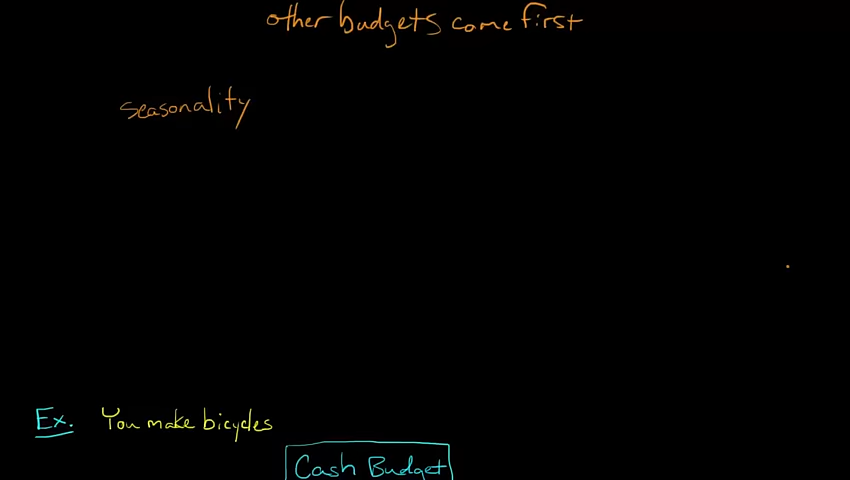 other budgets come first
seasonality
Ex. You make bicycles
Cash Budget